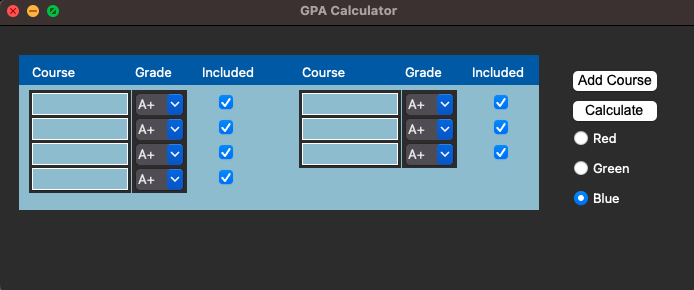 GPA Calculator
Course Grade Included Course Grade Included
A+ A+
A+ A+
A+ A+
A+
Add Course
Calculate
Red
Green
Blue